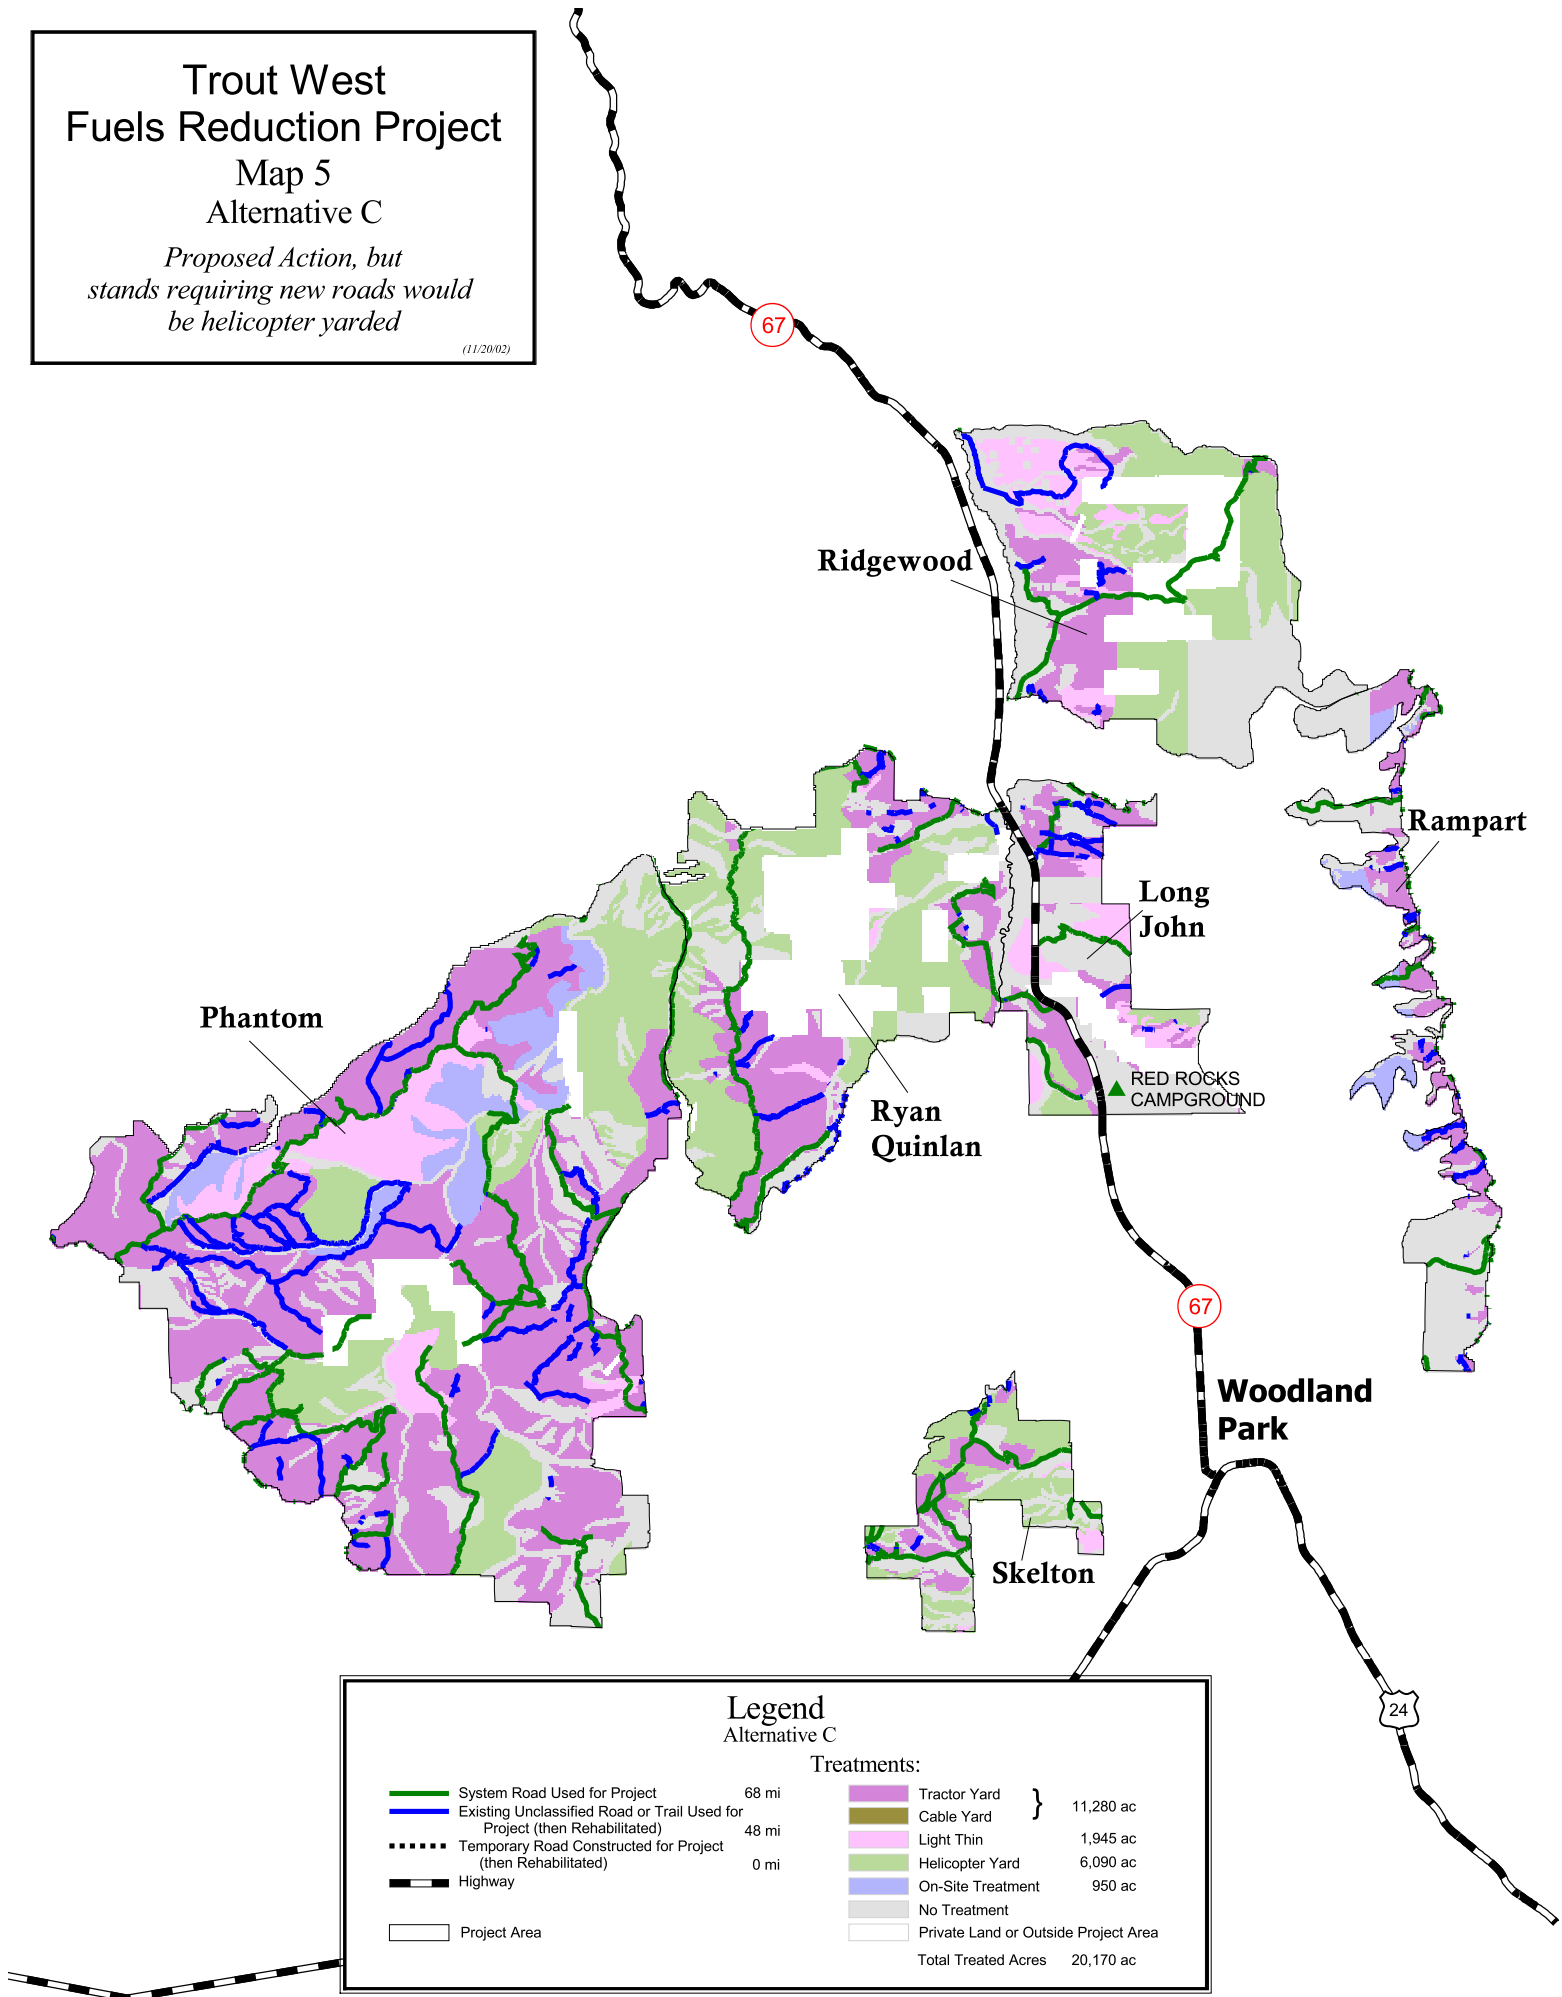 Trout West
Fuels Reduction Project
Map 5
Alternative C
Proposed Action, but
stands requiring new roads would
be helicopter yarded
(11/20/02)
67
Ridgewood
Rampart
Long
John
Phantom
RED ROCKS
CAMPGROUND
Ryan
Quinlan
67
Woodland
Park
Skelton
24
Legend
Alternative C
Treatments:
System Road Used for Project 68 mi
Existing Unclassified Road or Trail Used for
Project (then Rehabilitated) 48 mi
Temporary Road Constructed for Project
(then Rehabilitated) 0 mi
Highway
Project Area
Tractor Yard
Cable Yard
} 11,280 ac
Light Thin 1,945 ac
Helicopter Yard 6,090 ac
On-Site Treatment 950 ac
No Treatment
Private Land or Outside Project Area
Total Treated Acres 20,170 ac